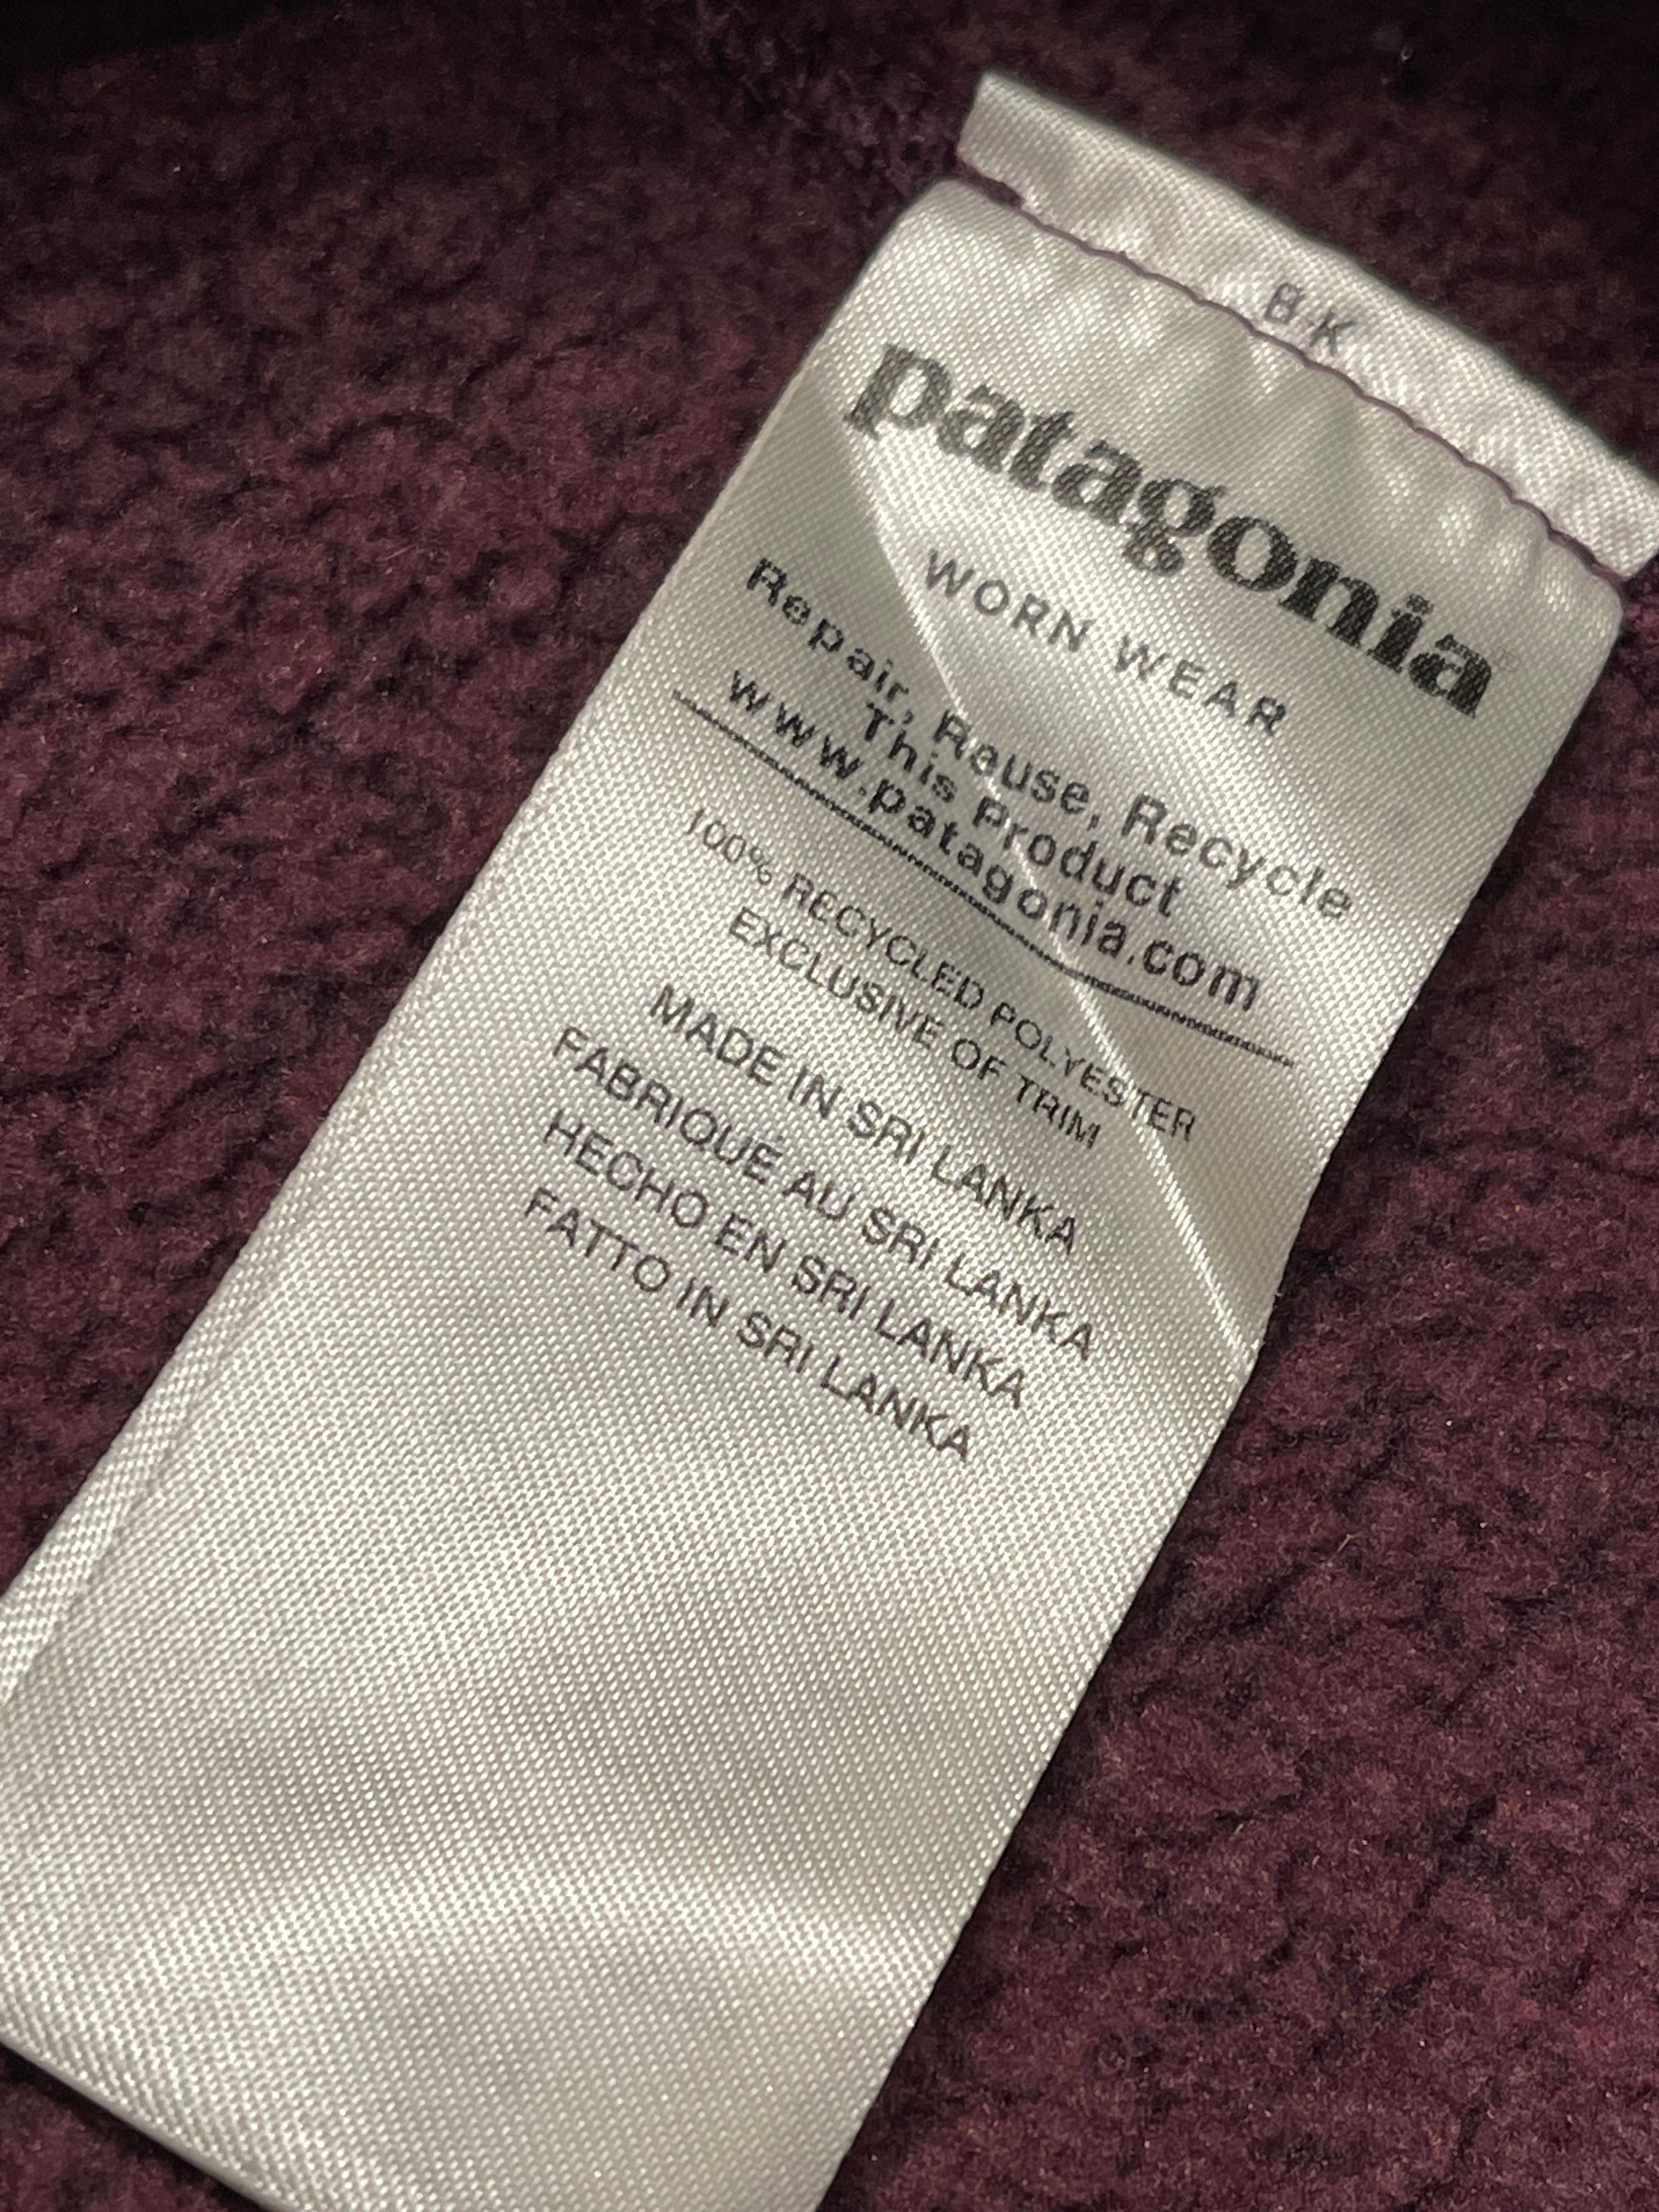 B-K
patagonia®
WORN WEAR
Repair, Reuse, Recycle
This Product
www.patagonia.com
100% RECYCLED POLYESTER
EXCLUSIVE OF TRIM
MADE IN SRI LANKA
FABRIQUÉ AU SRI LANKA
HECHO EN SRI LANKA
FATTO IN SRI LANKA